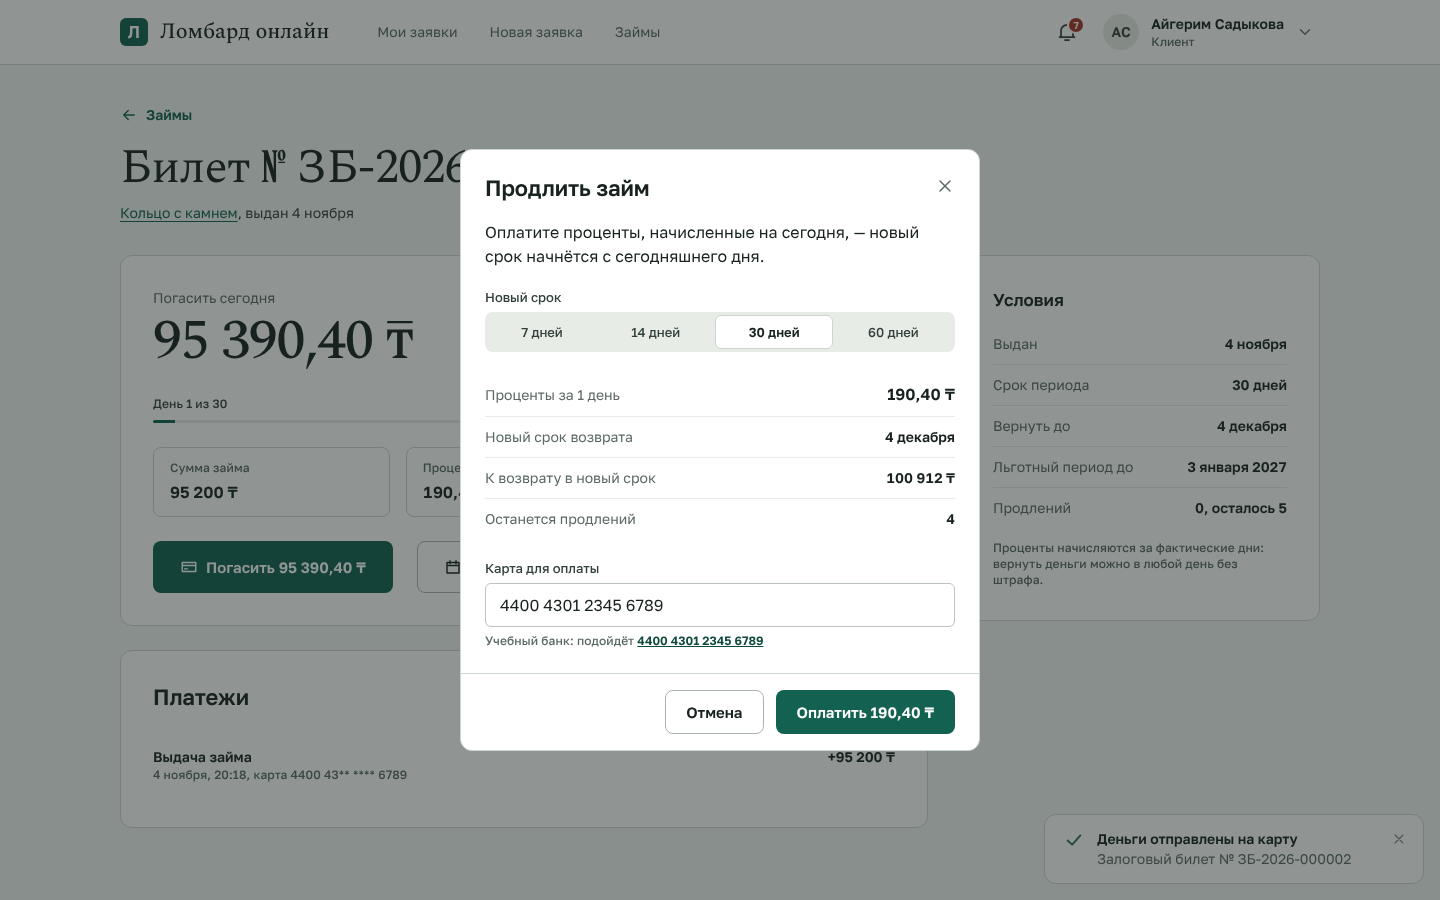 Л Ломбард онлайн Мои заявки Новая заявка Займы 7 АС Айгерим Садыкова
Клиент
Займы
Билет № ЗБ-2026
Кольцо с камнем, выдан 4 ноября
Погасить сегодня
95 390,40 ₸
День 1 из 30
Сумма займа
95 200 ₸
Проце
190,4
Погасить 95 390,40 ₸
Продлить займ
Оплатите проценты, начисленные на сегодня, — новый
срок начнётся с сегодняшнего дня.
Новый срок
7 дней 14 дней 30 дней 60 дней
Проценты за 1 день 190,40 ₸
Новый срок возврата 4 декабря
К возврату в новый срок 100 912 ₸
Останется продлений 4
Карта для оплаты
4400 4301 2345 6789
Учебный банк: подойдёт 4400 4301 2345 6789
Отмена Оплатить 190,40 ₸
Условия
Выдан 4 ноября
Срок периода 30 дней
Вернуть до 4 декабря
Льготный период до 3 января 2027
Продлений 0, осталось 5
Проценты начисляются за фактические дни:
вернуть деньги можно в любой день без
штрафа.
Платежи
Выдача займа +95 200 ₸
4 ноября, 20:18, карта 4400 43** **** 6789
Деньги отправлены на карту
Залоговый билет № ЗБ-2026-000002